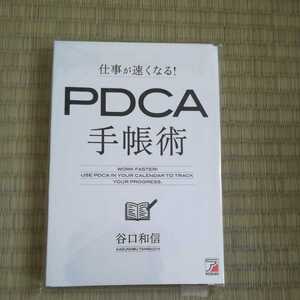 仕事が速くなる!
PDCA
手帳術
WORK FASTER!
USE PDCA IN YOUR CALENDAR TO TRACK
YOUR PROGRESS.
谷口和信
KAZUNOBU TANIGUCHI